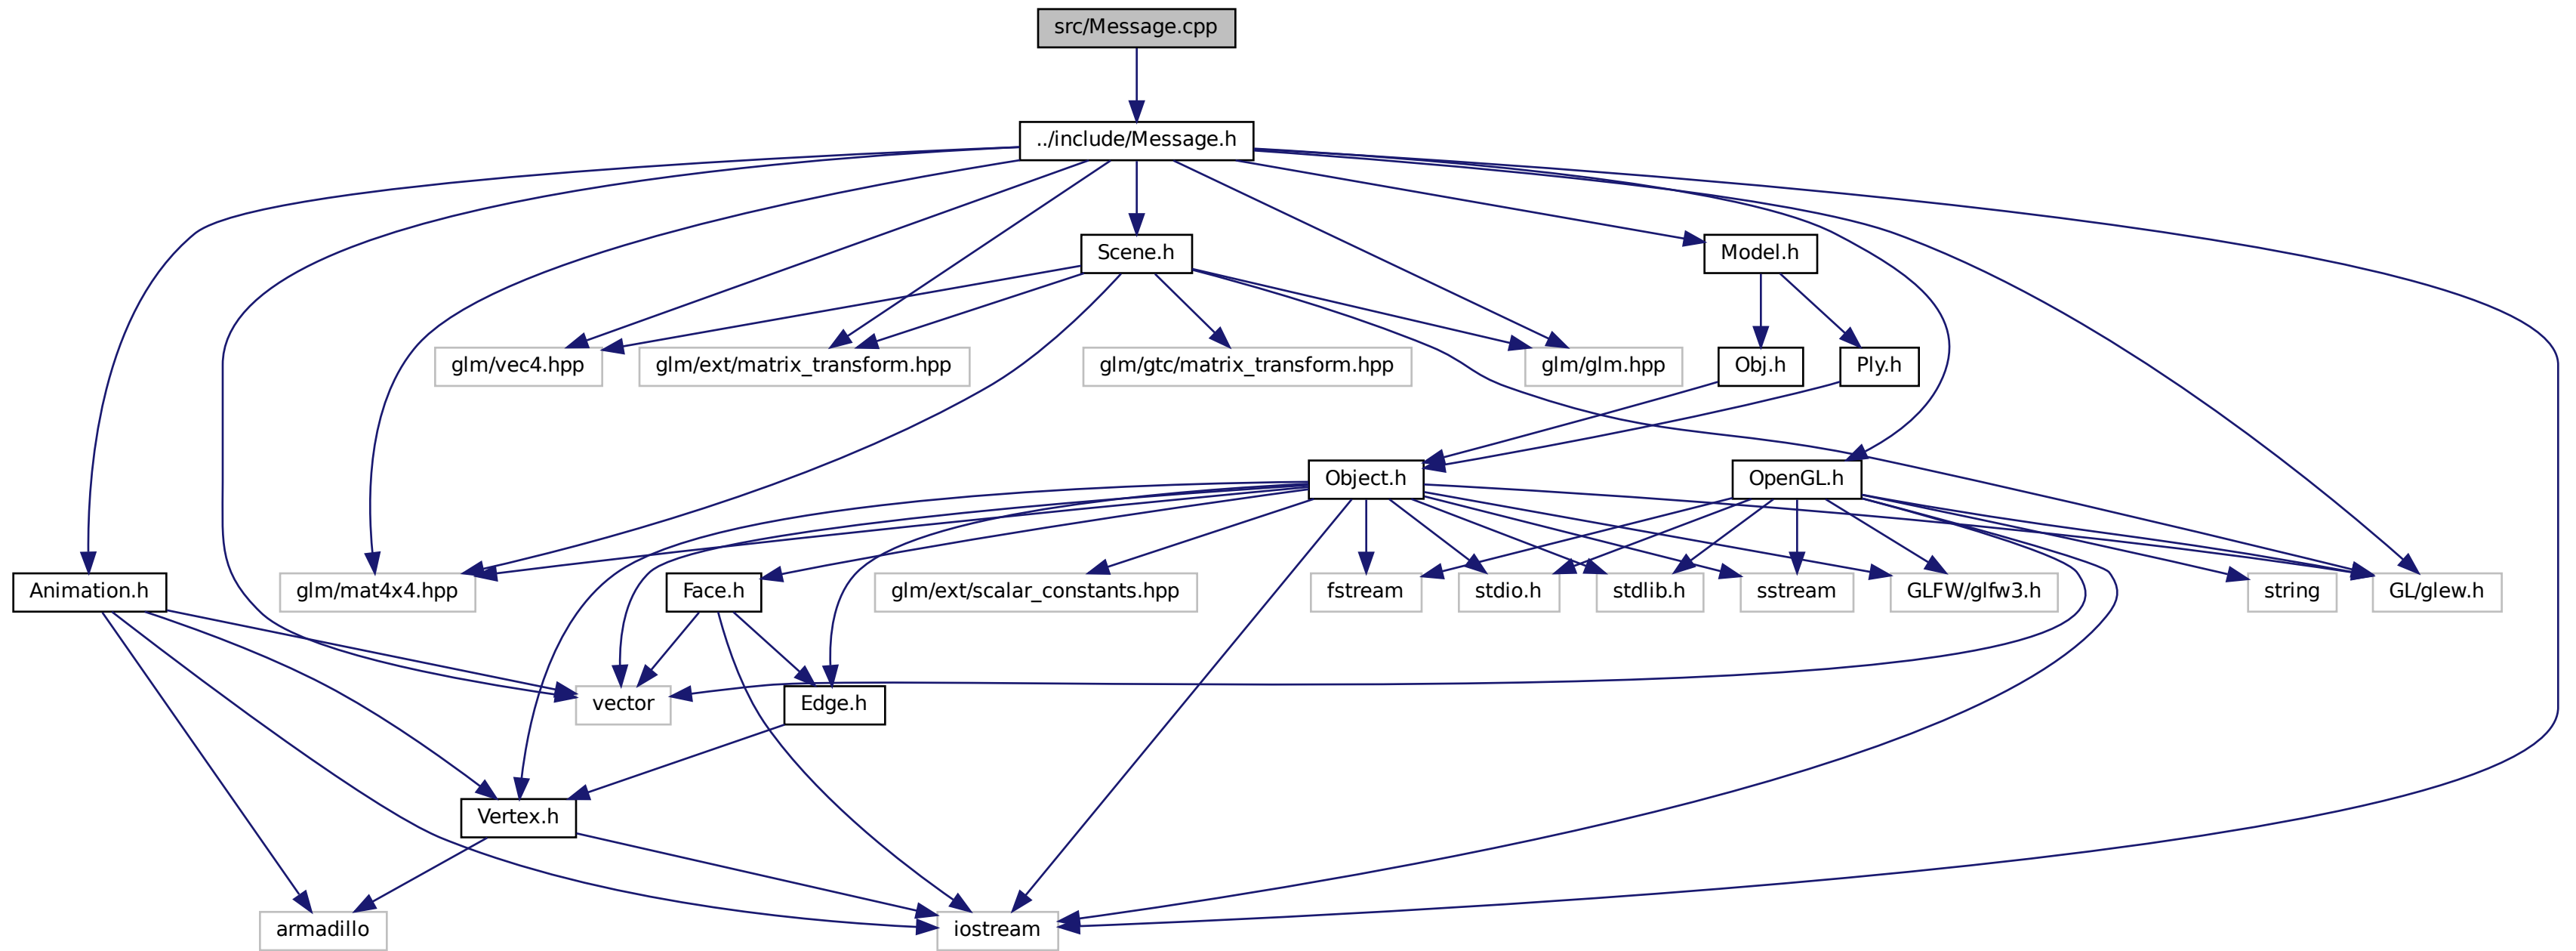 src/Message.cpp
../include/Message.h
Scene.h
Model.h
glm/vec4.hpp
glm/ext/matrix_transform.hpp
glm/gtc/matrix_transform.hpp
glm/glm.hpp
Obj.h
Ply.h
Object.h
OpenGL.h
Animation.h
glm/mat4x4.hpp
Face.h
glm/ext/scalar_constants.hpp
fstream
stdio.h
stdlib.h
sstream
GLFW/glfw3.h
string
GL/glew.h
vector
Edge.h
Vertex.h
armadillo
iostream